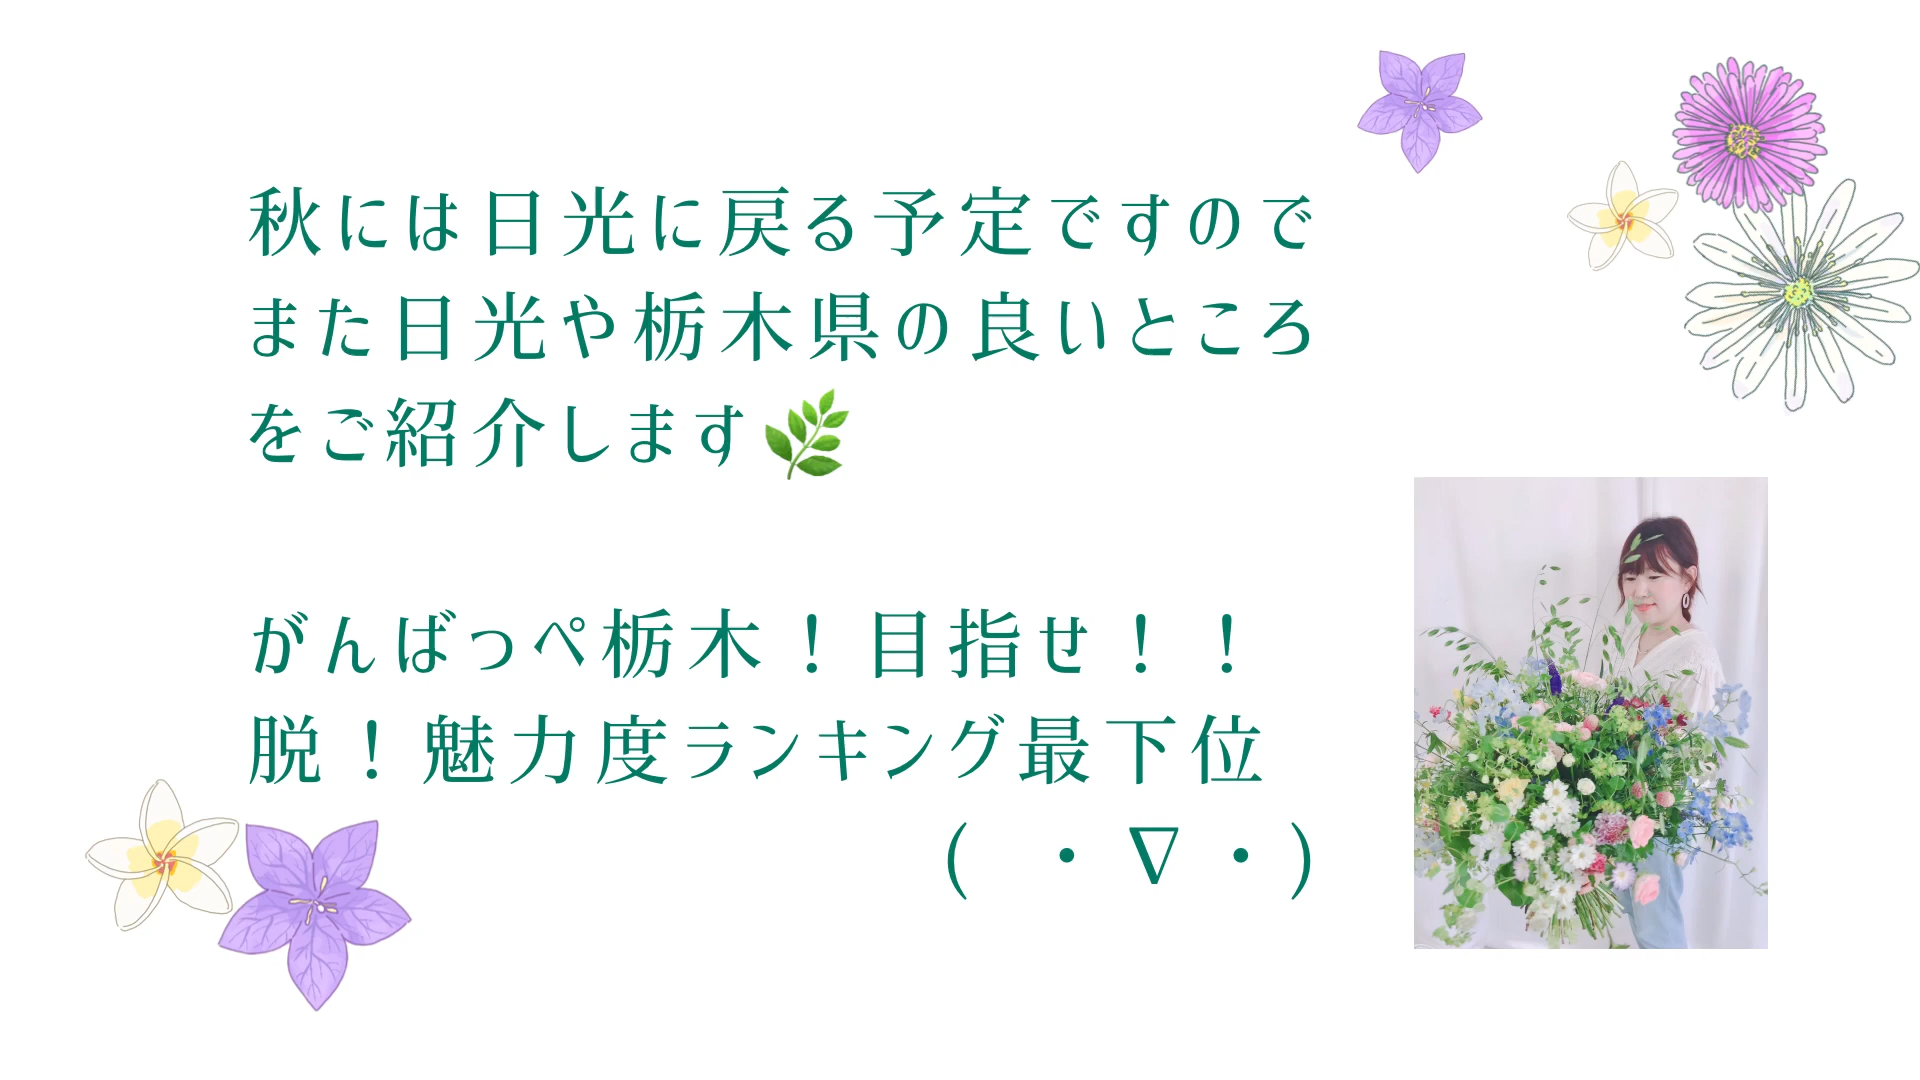 秋には日光に戻る予定ですので
また日光や栃木県の良いところ
をご紹介します🌿
がんばっぺ栃木！目指せ！！
脱！魅力度ランキング最下位
(　・∇・)